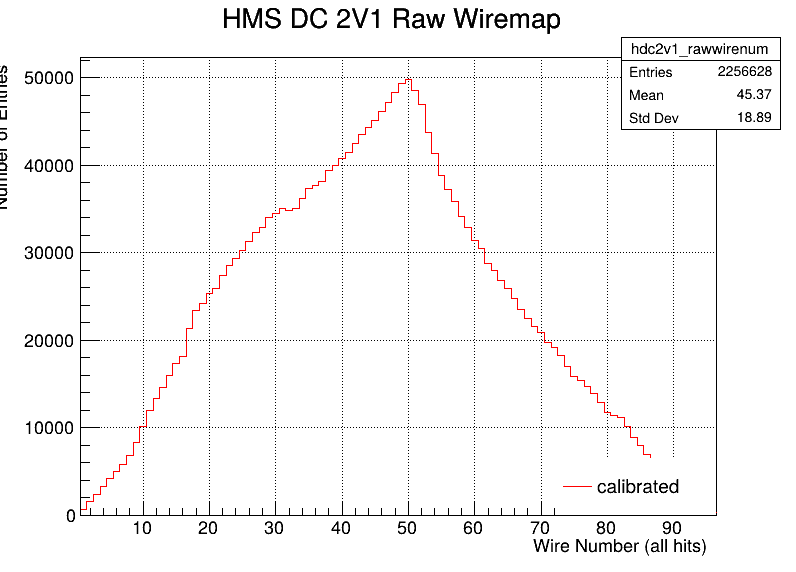 HMS DC 2V1 Raw Wiremap
hdc2v1_rawwirenum
Entries 2256628
Mean 45.37
Std Dev 18.89
Number of Entries
50000
40000
30000
20000
10000
0
calibrated
10 20 30 40 50 60 70 80 90
Wire Number (all hits)